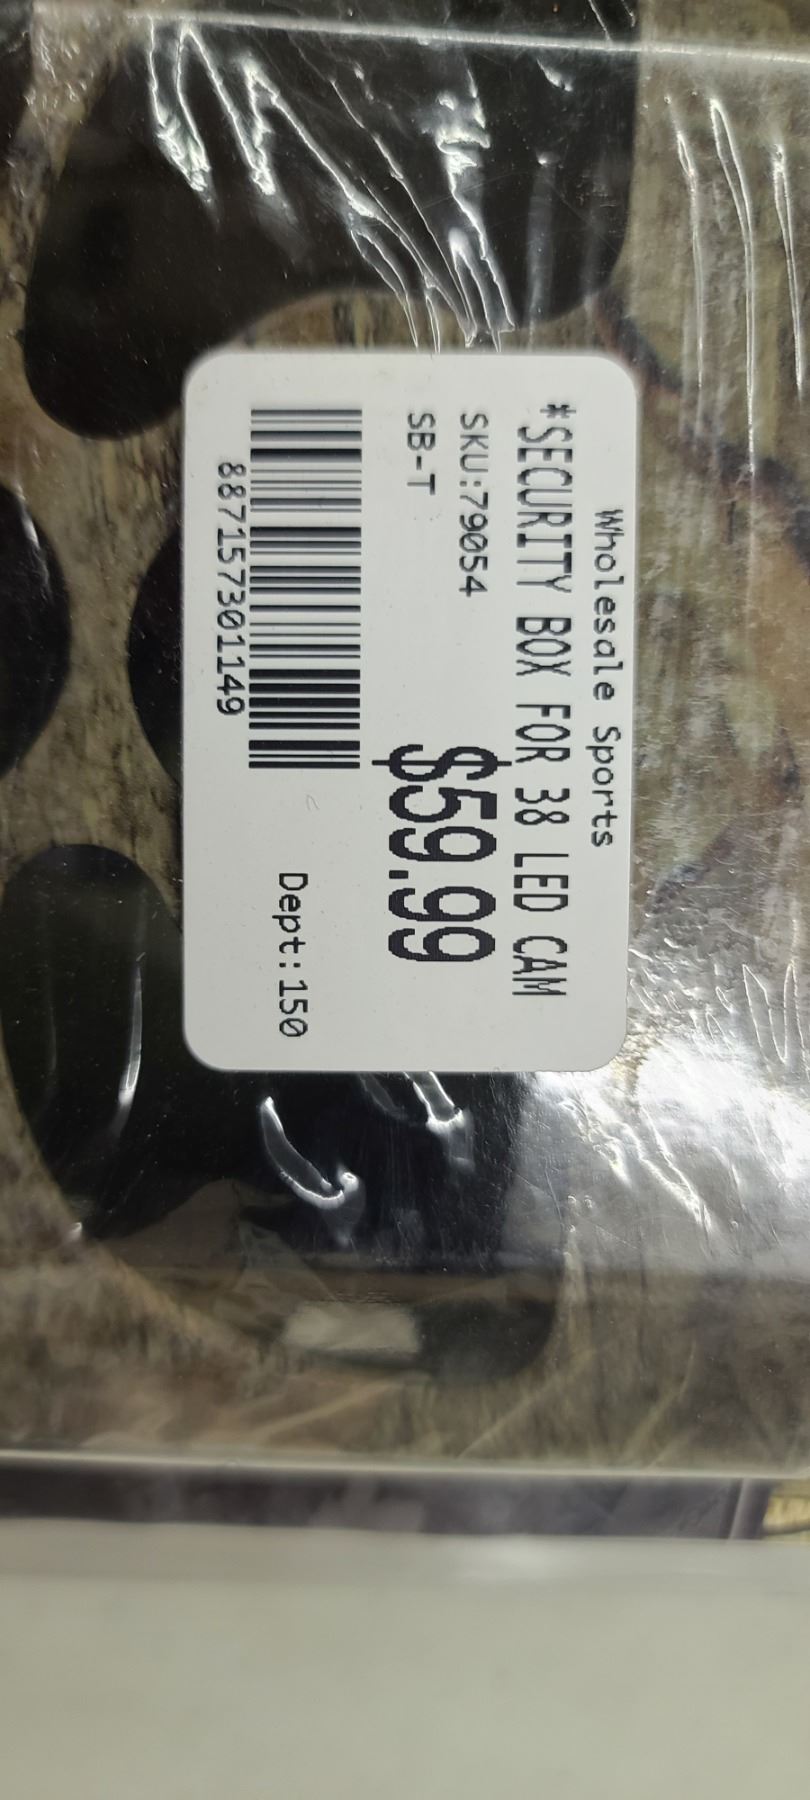 Wholesale Sports
*SECURITY BOX FOR 38 LED CAM
SKU:79054
SB-T
$59.99
887157301149
Dept:150